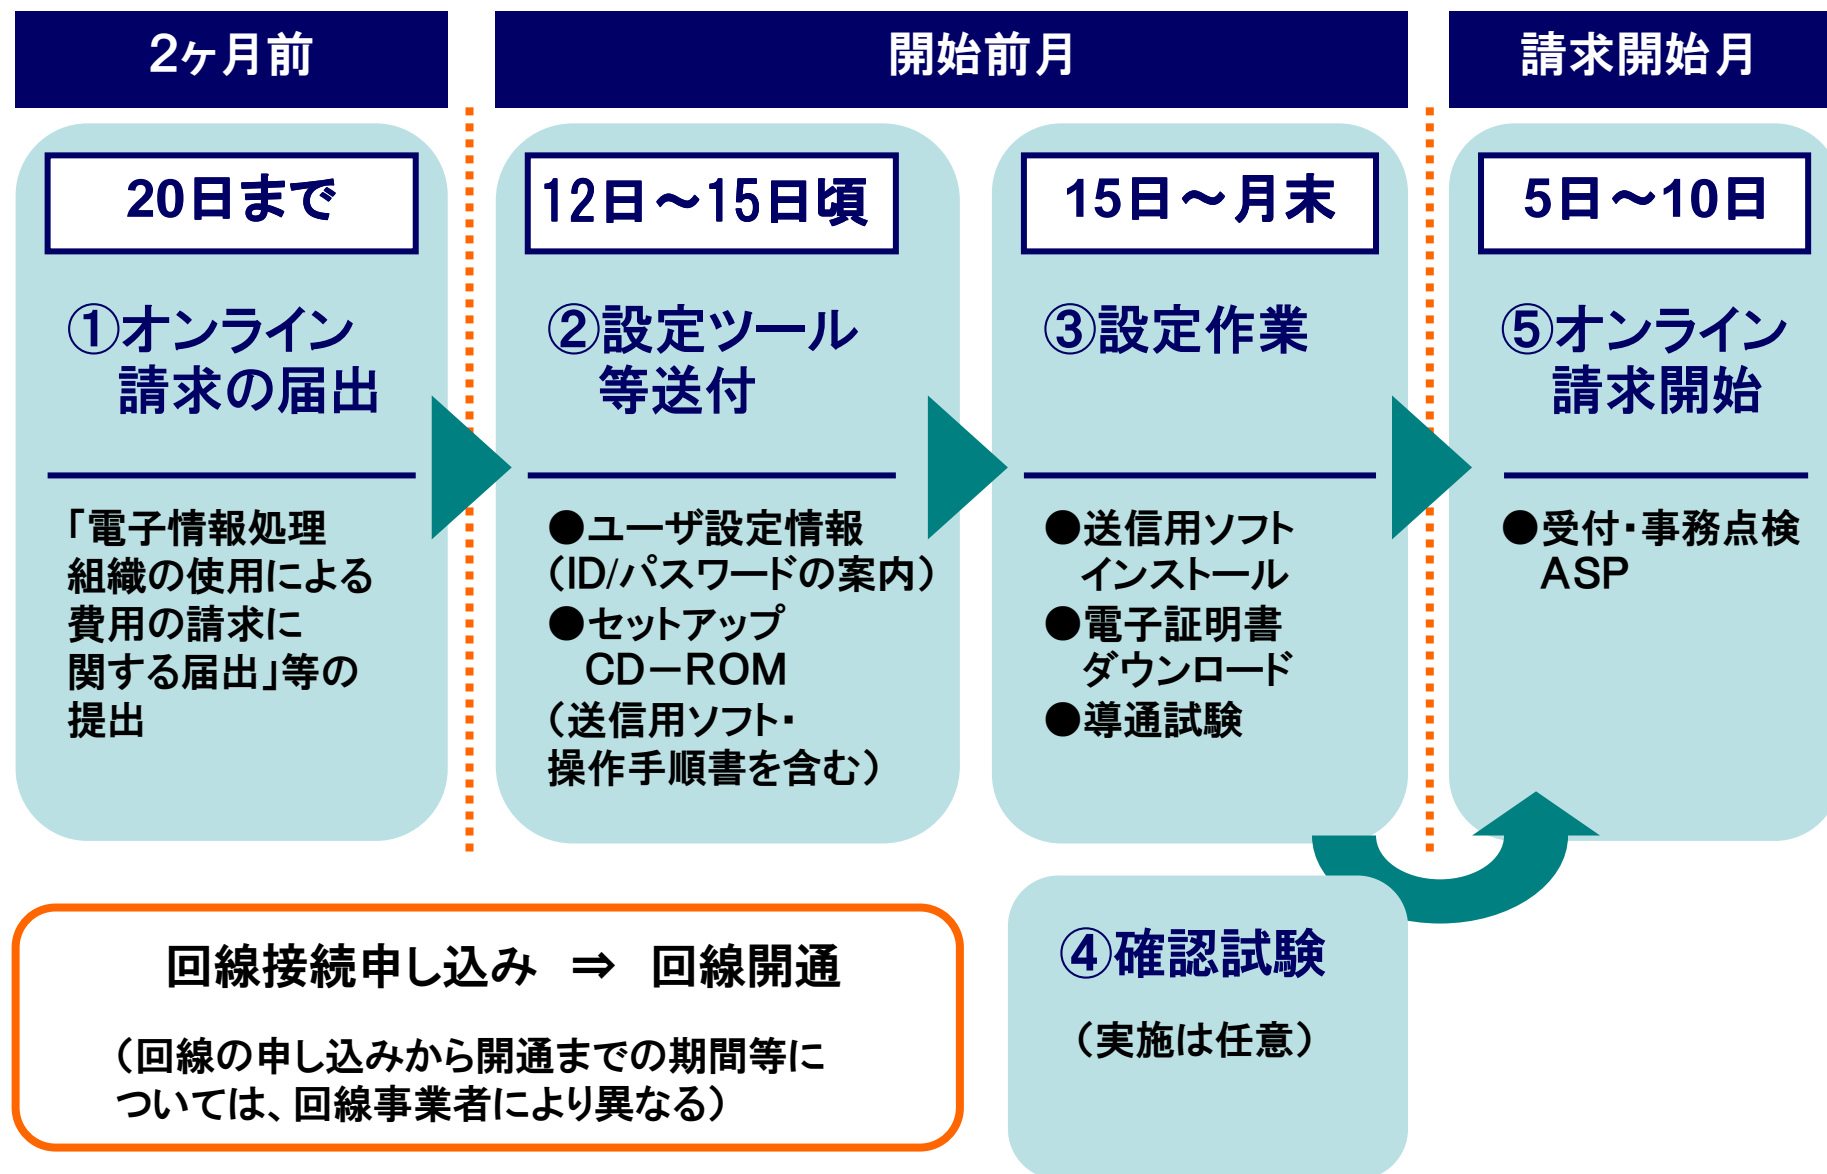 2ヶ月前
開始前月
請求開始月
20日まで
①オンライン
請求の届出
「電子情報処理
組織の使用による
費用の請求に
関する届出」等の
提出
12日～15日頃
②設定ツール
等送付
●ユーザ設定情報
（ID/パスワードの案内）
●セットアップ
CD－ROM
（送信用ソフト・
操作手順書を含む）
15日～月末
③設定作業
●送信用ソフト
インストール
●電子証明書
ダウンロード
●導通試験
5日～10日
⑤オンライン
請求開始
●受付・事務点検
ASP
回線接続申し込み ⇒ 回線開通
（回線の申し込みから開通までの期間等に
ついては、回線事業者により異なる）
④確認試験
（実施は任意）